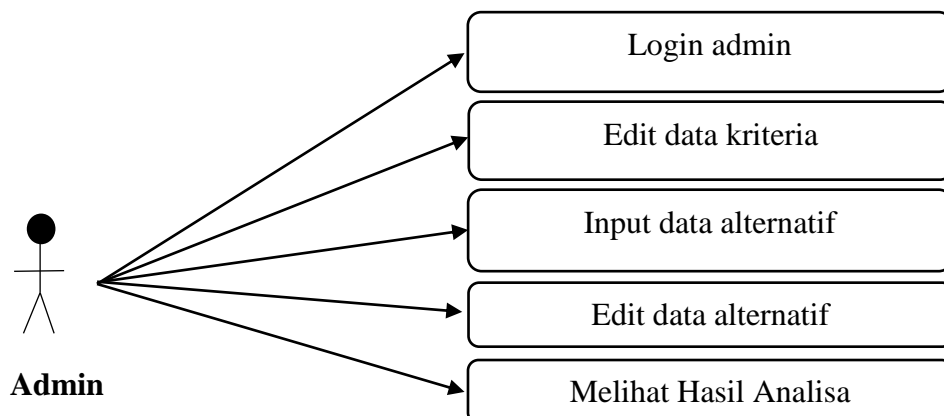 Login admin
Edit data kriteria
Input data alternatif
Edit data alternatif
Melihat Hasil Analisa
Admin